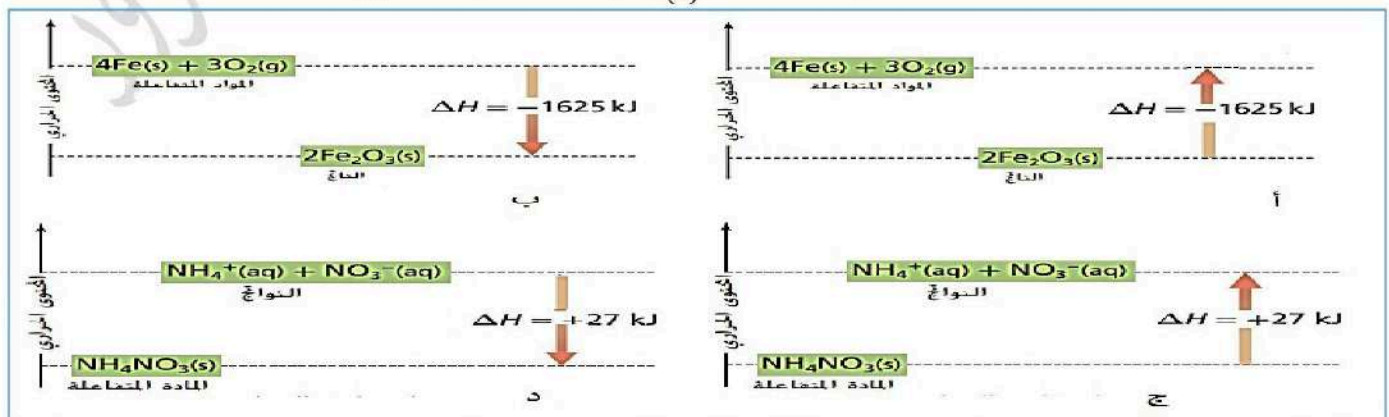 المحتوى الحراري
4Fe(s) + 3O₂(g)
المواد المتفاعلة
ΔH = −1625 kJ
2Fe₂O₃(s)
الناتج
أ
المحتوى الحراري
4Fe(s) + 3O₂(g)
المواد المتفاعلة
ΔH = −1625 kJ
2Fe₂O₃(s)
الناتج
ب
المحتوى الحراري
NH₄⁺(aq) + NO₃⁻(aq)
النواتج
ΔH = +27 kJ
NH₄NO₃(s)
المادة المتفاعلة
ج
المحتوى الحراري
NH₄⁺(aq) + NO₃⁻(aq)
النواتج
ΔH = +27 kJ
NH₄NO₃(s)
المادة المتفاعلة
د